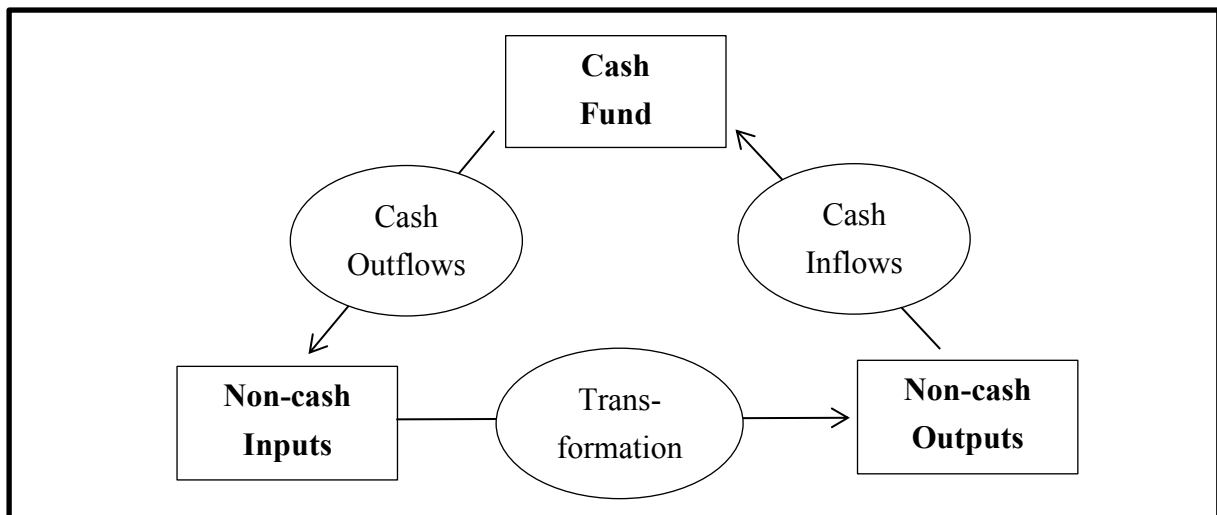 Cash
Fund
Cash
Outflows
Cash
Inflows
Non-cash
Inputs
Trans-
formation
Non-cash
Outputs